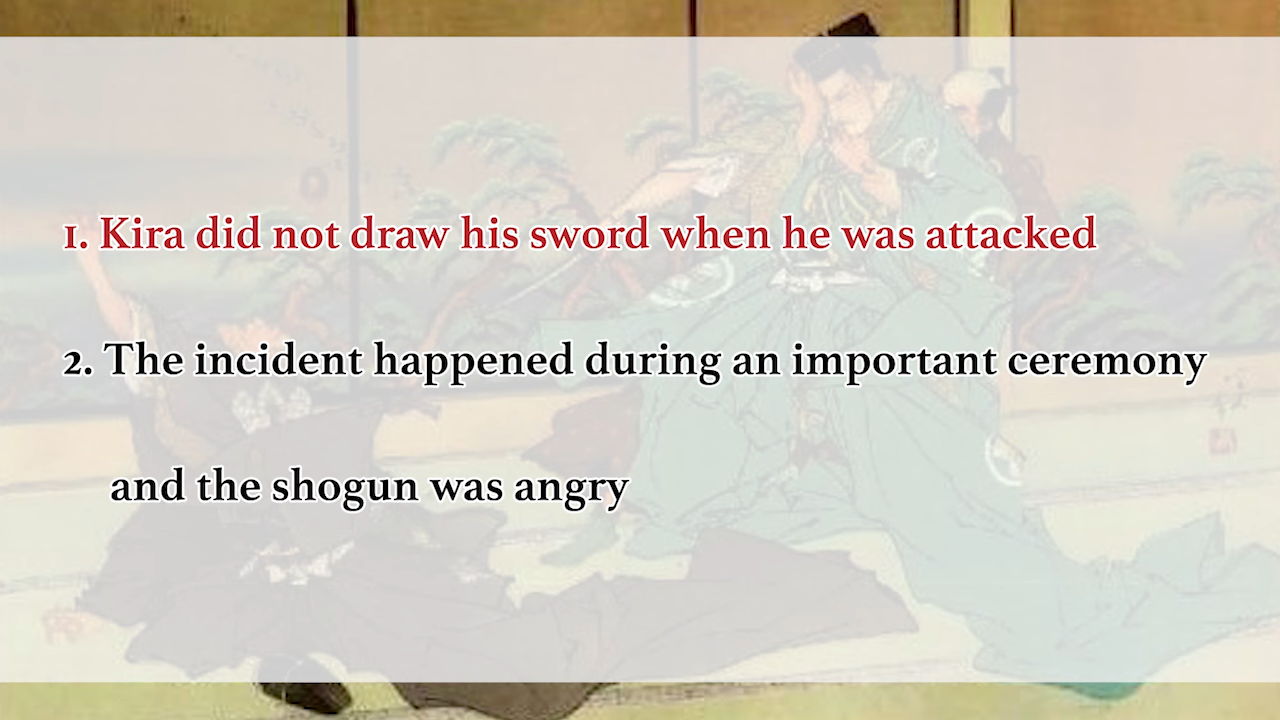 1. Kira did not draw his sword when he was attacked
2. The incident happened during an important ceremony
and the shogun was angry